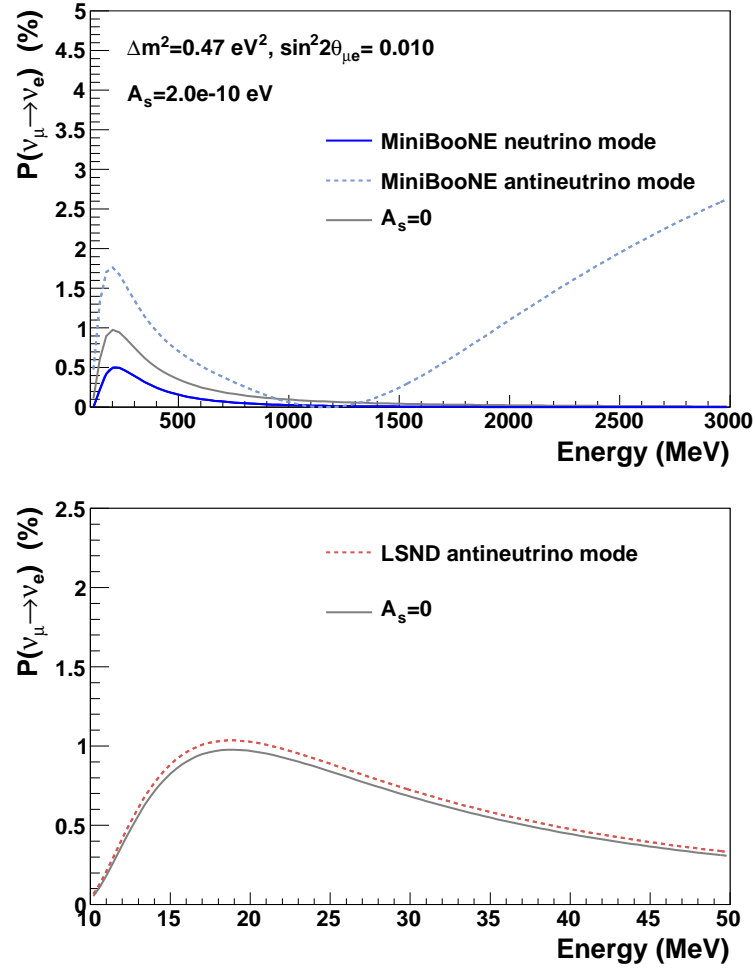 P(νμ→νe) (%)
5
4.5
4
3.5
3
2.5
2
1.5
1
0.5
0
Δm²=0.47 eV², sin²2θμe= 0.010
As=2.0e-10 eV
MiniBooNE neutrino mode
MiniBooNE antineutrino mode
As=0
500 1000 1500 2000 2500 3000
Energy (MeV)
P(νμ→νe) (%)
2.5
2
1.5
1
0.5
0
LSND antineutrino mode
As=0
10 15 20 25 30 35 40 45 50
Energy (MeV)